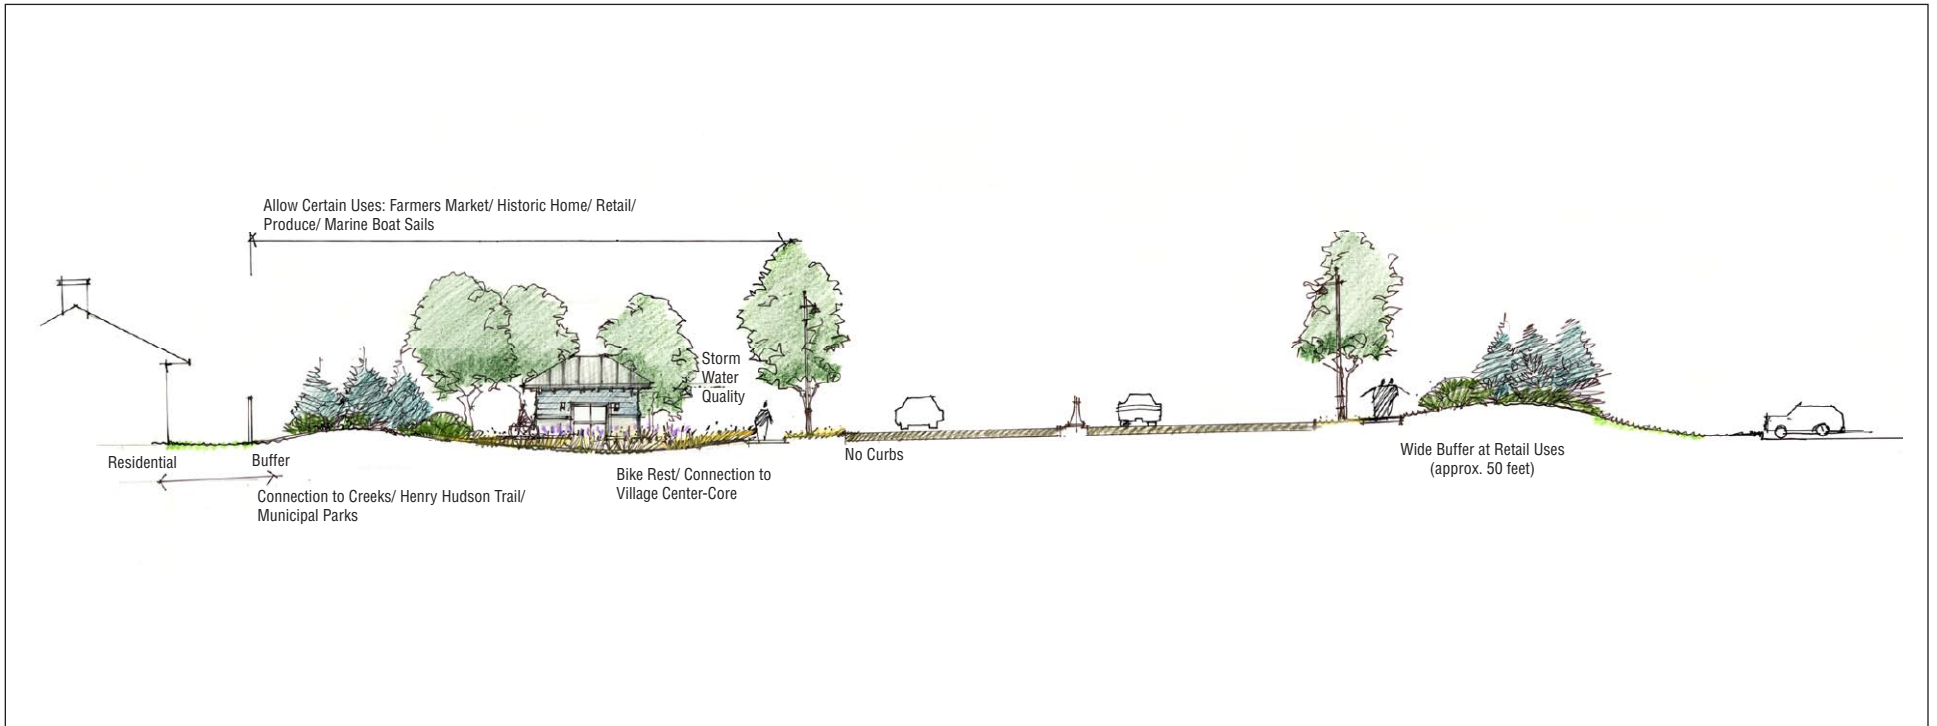 Allow Certain Uses: Farmers Market/ Historic Home/ Retail/
Produce/ Marine Boat Sails
Storm
Water
Quality
Residential
Buffer
No Curbs
Wide Buffer at Retail Uses
(approx. 50 feet)
Bike Rest/ Connection to
Village Center-Core
Connection to Creeks/ Henry Hudson Trail/
Municipal Parks